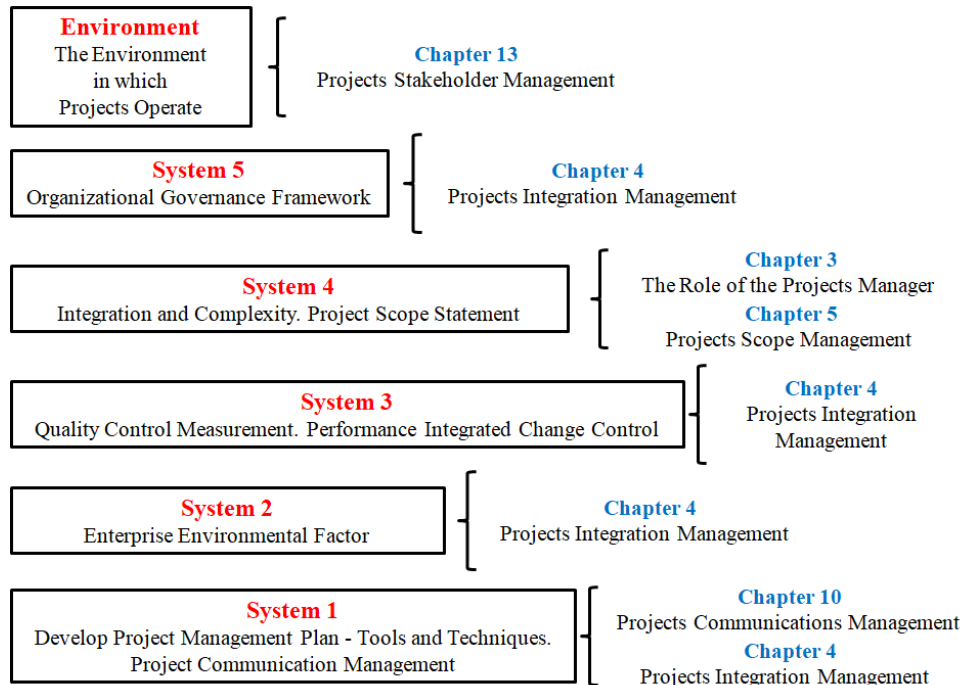 Environment
The Environment
in which
Projects Operate
Chapter 13
Projects Stakeholder Management
System 5
Organizational Governance Framework
Chapter 4
Projects Integration Management
System 4
Integration and Complexity. Project Scope Statement
Chapter 3
The Role of the Projects Manager
Chapter 5
Projects Scope Management
System 3
Quality Control Measurement. Performance Integrated Change Control
Chapter 4
Projects Integration
Management
System 2
Enterprise Environmental Factor
Chapter 4
Projects Integration Management
System 1
Develop Project Management Plan - Tools and Techniques.
Project Communication Management
Chapter 10
Projects Communications Management
Chapter 4
Projects Integration Management